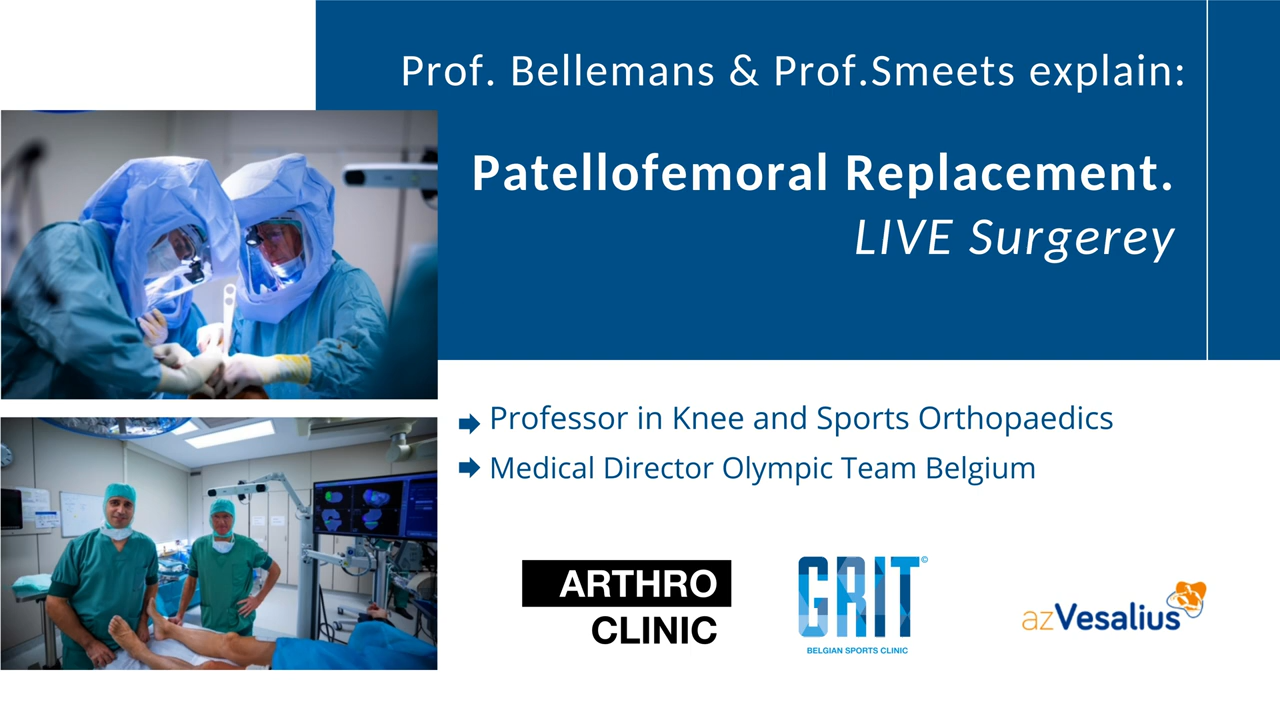 Prof. Bellemans & Prof.Smeets explain:
Patellofemoral Replacement.
LIVE Surgerey
Professor in Knee and Sports Orthopaedics
Medical Director Olympic Team Belgium
ARTHRO
CLINIC
GRIT©
BELGIAN SPORTS CLINIC
azVesalius